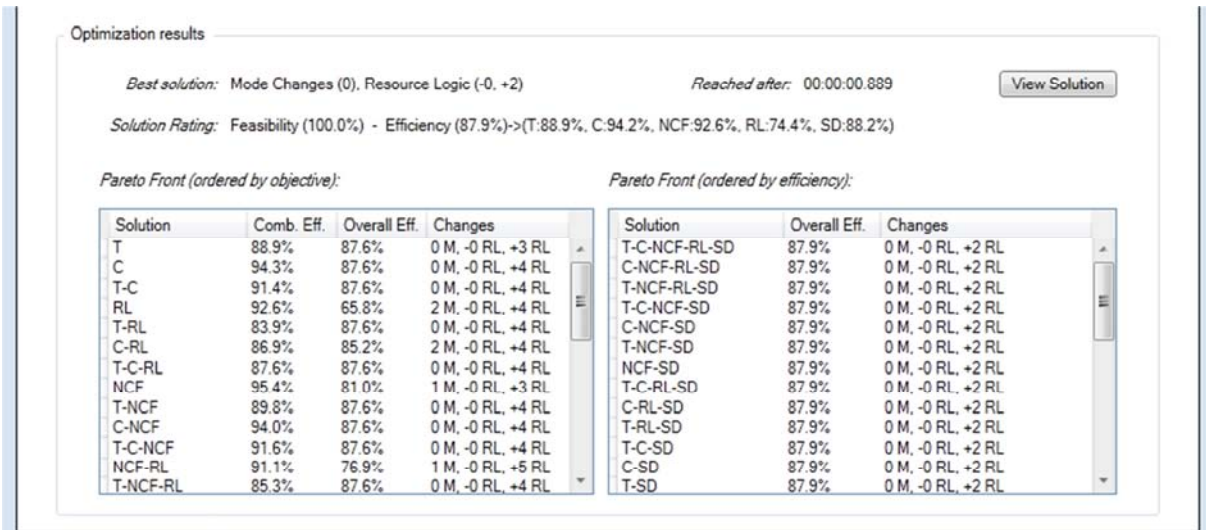 Optimization results
Best solution: Mode Changes (0), Resource Logic (-0, +2) Reached after: 00:00:00.889 View Solution
Solution Rating: Feasibility (100.0%) - Efficiency (87.9%)->(T:88.9%, C:94.2%, NCF:92.6%, RL:74.4%, SD:88.2%)
Pareto Front (ordered by objective): Pareto Front (ordered by efficiency):
Solution Comb. Eff. Overall Eff. Changes Solution Overall Eff. Changes
T 88.9% 87.6% 0 M, -0 RL, +3 RL T-C-NCF-RL-SD 87.9% 0 M, -0 RL, +2 RL
C 94.3% 87.6% 0 M, -0 RL, +4 RL C-NCF-RL-SD 87.9% 0 M, -0 RL, +2 RL
T-C 91.4% 87.6% 0 M, -0 RL, +4 RL T-NCF-RL-SD 87.9% 0 M, -0 RL, +2 RL
RL 92.6% 65.8% 2 M, -0 RL, +4 RL T-C-NCF-SD 87.9% 0 M, -0 RL, +2 RL
T-RL 83.9% 87.6% 0 M, -0 RL, +4 RL C-NCF-SD 87.9% 0 M, -0 RL, +2 RL
C-RL 86.9% 85.2% 2 M, -0 RL, +4 RL T-NCF-SD 87.9% 0 M, -0 RL, +2 RL
T-C-RL 87.6% 87.6% 0 M, -0 RL, +4 RL NCF-SD 87.9% 0 M, -0 RL, +2 RL
NCF 95.4% 81.0% 1 M, -0 RL, +3 RL T-C-RL-SD 87.9% 0 M, -0 RL, +2 RL
T-NCF 89.8% 87.6% 0 M, -0 RL, +4 RL C-RL-SD 87.9% 0 M, -0 RL, +2 RL
C-NCF 94.0% 87.6% 0 M, -0 RL, +4 RL T-RL-SD 87.9% 0 M, -0 RL, +2 RL
T-C-NCF 91.6% 87.6% 0 M, -0 RL, +4 RL T-C-SD 87.9% 0 M, -0 RL, +2 RL
NCF-RL 91.1% 76.9% 1 M, -0 RL, +5 RL C-SD 87.9% 0 M, -0 RL, +2 RL
T-NCF-RL 85.3% 87.6% 0 M, -0 RL, +4 RL T-SD 87.9% 0 M, -0 RL, +2 RL